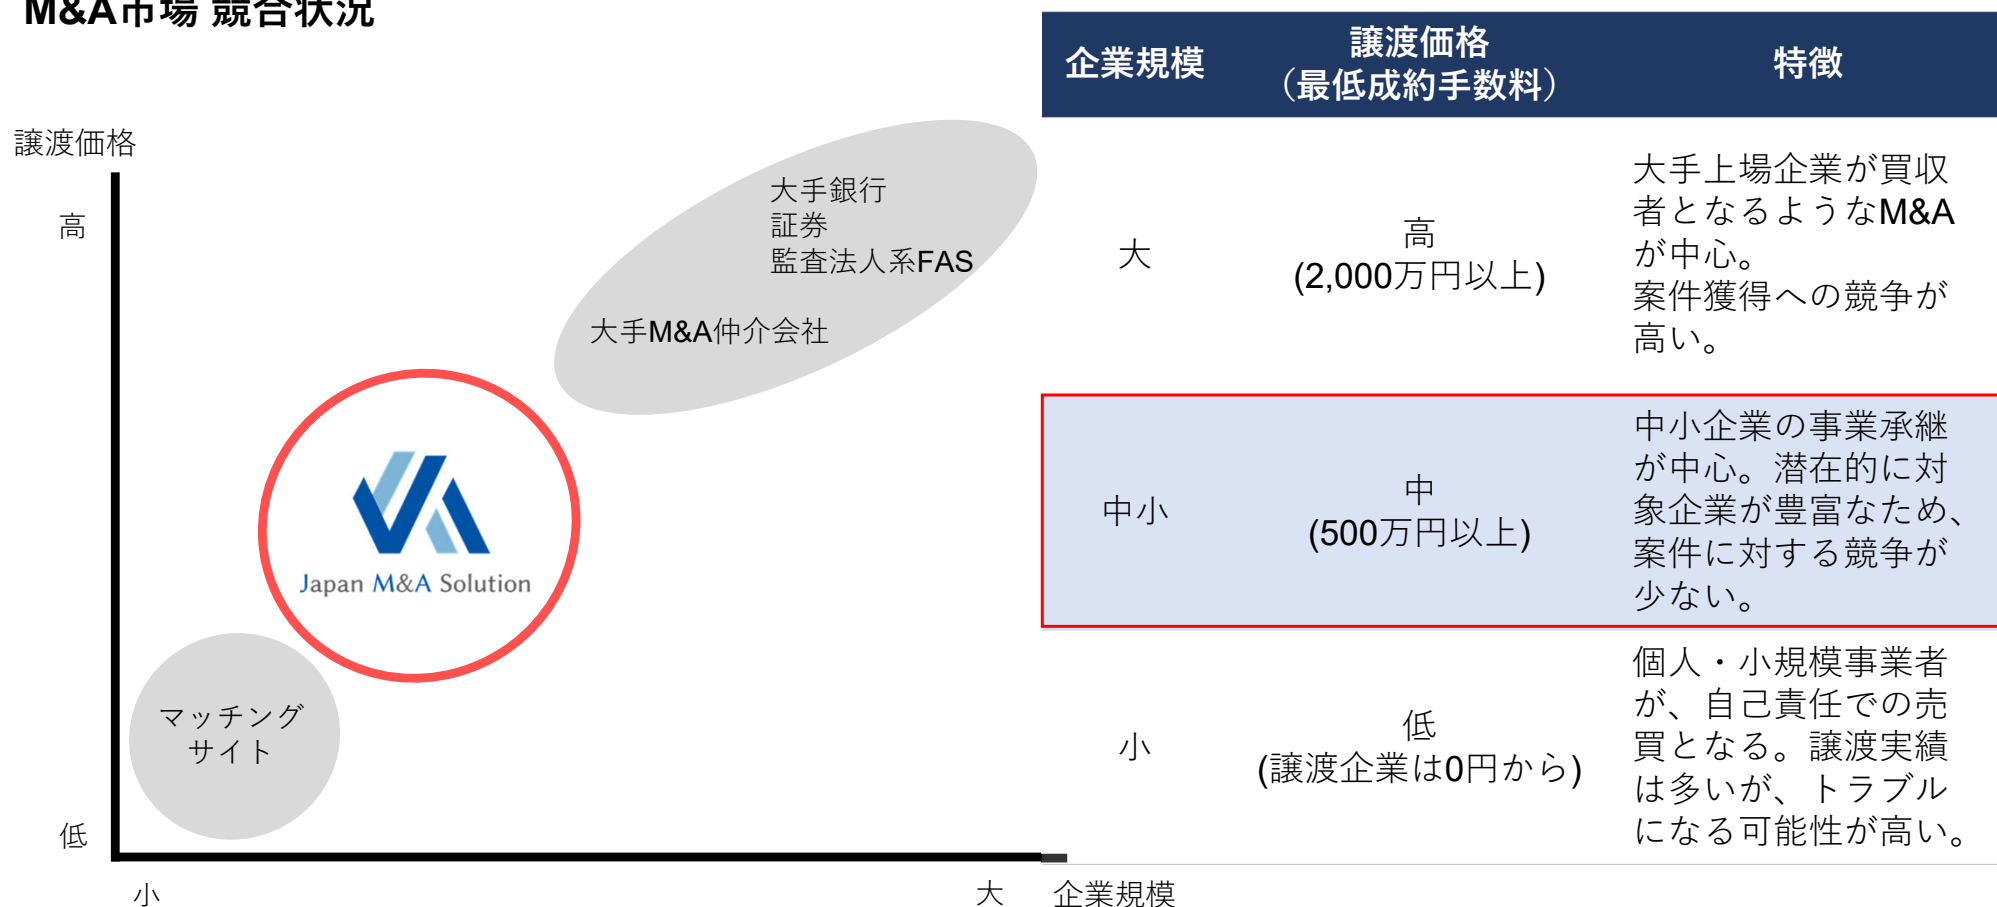 M&A市場 競合状況
譲渡価格
高
大手銀行
証券
監査法人系FAS
大手M&A仲介会社
Japan M&A Solution
マッチング
サイト
低
小
大
企業規模
企業規模
譲渡価格
（最低成約手数料）
特徴
大
高
(2,000万円以上)
大手上場企業が買収
者となるようなM&A
が中心。
案件獲得への競争が
高い。
中小
中
(500万円以上)
中小企業の事業承継
が中心。潜在的に対
象企業が豊富なため、
案件に対する競争が
少ない。
小
低
(譲渡企業は0円から)
個人・小規模事業者
が、自己責任での売
買となる。譲渡実績
は多いが、トラブル
になる可能性が高い。